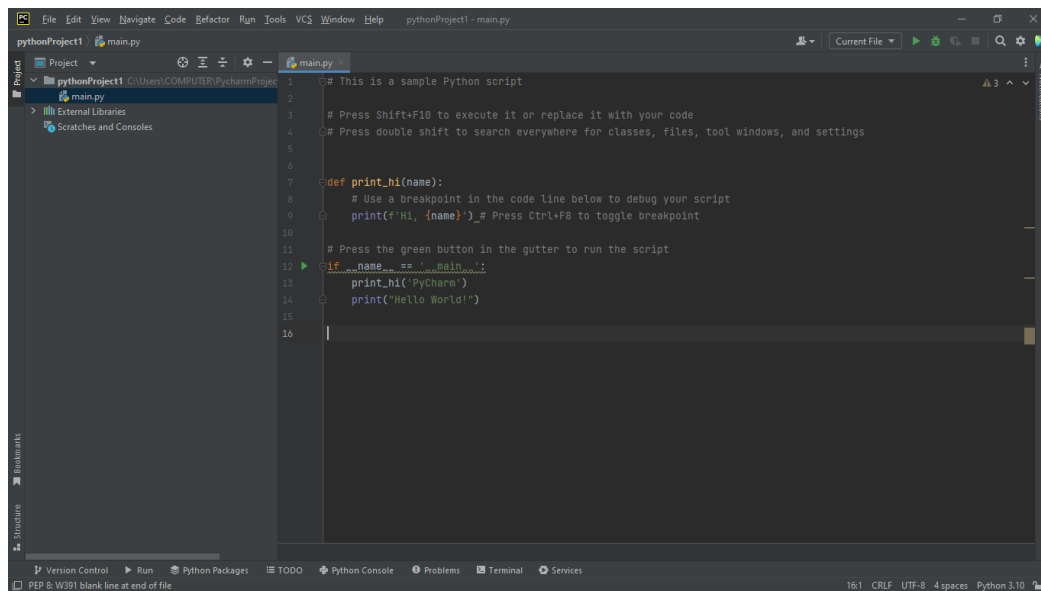 PC File Edit View Navigate Code Refactor Run Tools VCS Window Help pythonProject1 - main.py
pythonProject1 main.py Current File
Project main.py
Project
pythonProject1 C:\Users\COMPUTER\PycharmProjec
main.py
External Libraries
Scratches and Consoles
1 # This is a sample Python script
3
2
3 # Press Shift+F10 to execute it or replace it with your code
4 # Press double shift to search everywhere for classes, files, tool windows, and settings
5
6
7 def print_hi(name):
8 # Use a breakpoint in the code line below to debug your script
9 print(f'Hi, {name}') # Press Ctrl+F8 to toggle breakpoint
10
11 # Press the green button in the gutter to run the script
12 if __name__ == '__main__':
13 print_hi('PyCharm')
14 print("Hello World!")
15
16
Bookmarks
Structure
Version Control Run Python Packages TODO Python Console Problems Terminal Services
PEP 8: W391 blank line at end of file 16:1 CRLF UTF-8 4 spaces Python 3.10